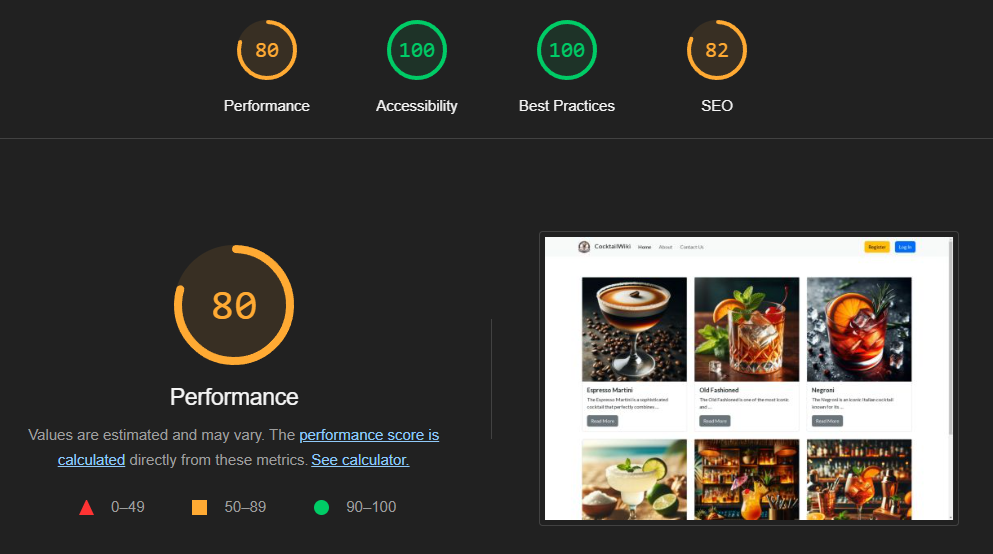 80 100 100 82
Performance Accessibility Best Practices SEO
80
Performance
Values are estimated and may vary. The performance score is
calculated directly from these metrics. See calculator.
0–49 50–89 90–100
CocktailWiki Home About Contact Us Register Log In
Espresso Martini
The Espresso Martini is a sophisticated
cocktail that perfectly combines...
Read More
Old Fashioned
The Old Fashioned is one of the most iconic
and...
Read More
Negroni
The Negroni is an iconic Italian cocktail
known for its ...
Read More